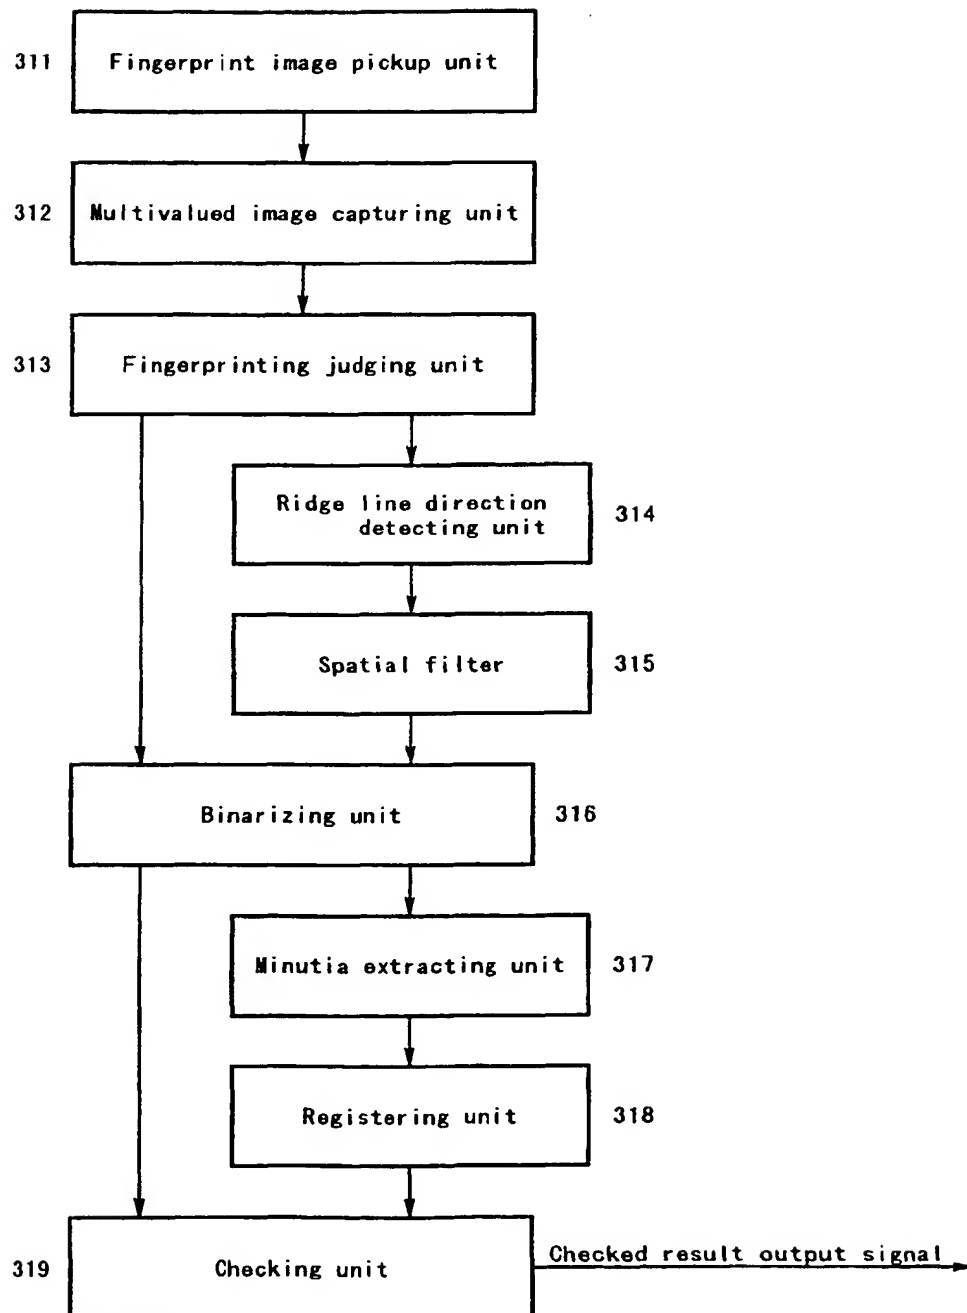 311 Fingerprint image pickup unit
312 Multivalued image capturing unit
313 Fingerprinting judging unit
Ridge line direction
detecting unit 314
Spatial filter 315
Binarizing unit 316
Minutia extracting unit 317
Registering unit 318
Checked result output signal
319 Checking unit